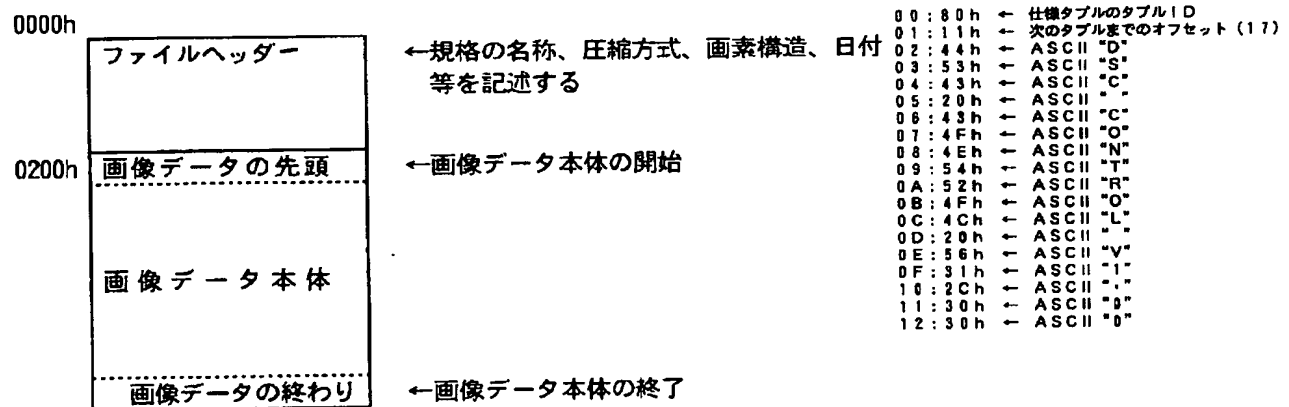 0000h
ファイルヘッダー
←規格の名称、圧縮方式、画素構造、日付
等を記述する
0200h
画像データの先頭
←画像データ本体の開始
画像データ本体
画像データの終わり
←画像データ本体の終了
00:80h ← 仕様タプルのタプルID
01:11h ← 次のタプルまでのオフセット(17)
02:44h ← ASCII "D"
03:53h ← ASCII "S"
04:43h ← ASCII "C"
05:20h ← ASCII " "
06:43h ← ASCII "C"
07:4Fh ← ASCII "O"
08:4Eh ← ASCII "N"
09:54h ← ASCII "T"
0A:52h ← ASCII "R"
0B:4Fh ← ASCII "O"
0C:4Ch ← ASCII "L"
0D:20h ← ASCII " "
0E:56h ← ASCII "V"
0F:31h ← ASCII "1"
10:2Ch ← ASCII "."
11:30h ← ASCII "0"
12:30h ← ASCII "0"